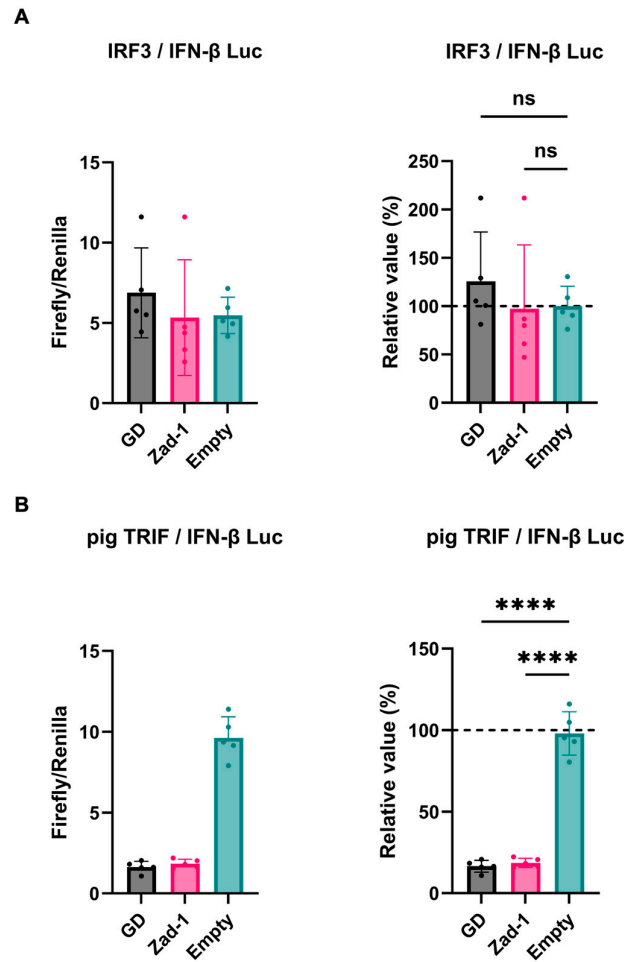 A
IRF3 / IFN-β Luc
IRF3 / IFN-β Luc
ns
ns
15
10
5
0
Firefly/Renilla
GD
Zad-1
Empty
250
200
150
100
50
0
Relative value (%)
GD
Zad-1
Empty
B
pig TRIF / IFN-β Luc
pig TRIF / IFN-β Luc
****
****
15
10
5
0
Firefly/Renilla
GD
Zad-1
Empty
150
100
50
0
Relative value (%)
GD
Zad-1
Empty